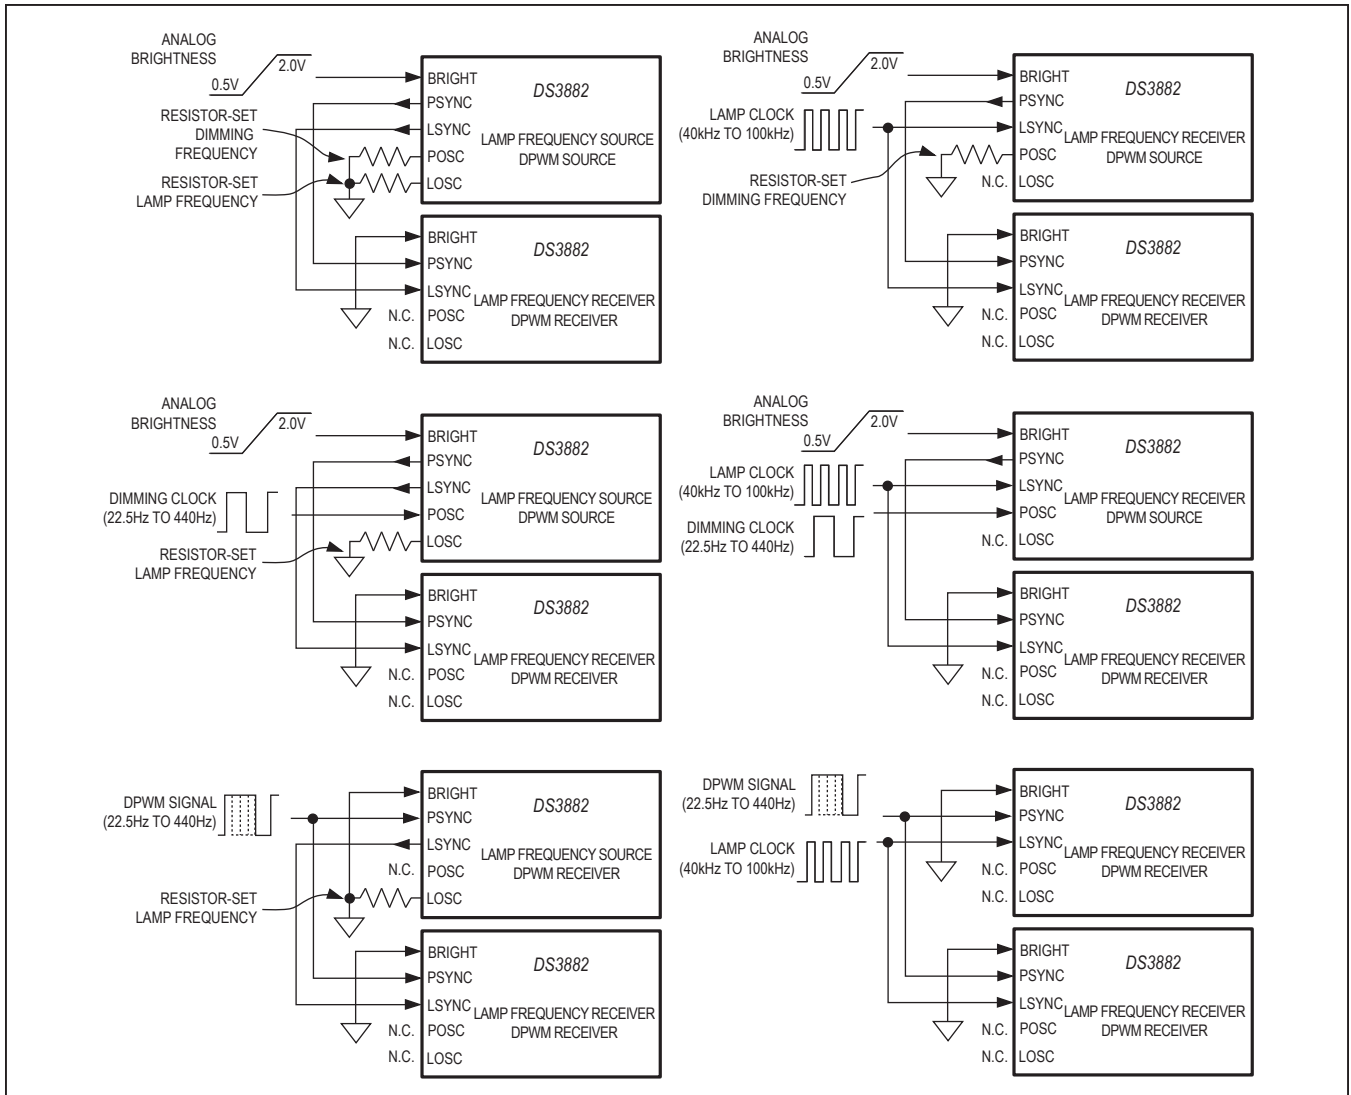 ANALOG
BRIGHTNESS
0.5V
2.0V
RESISTOR-SET
DIMMING
FREQUENCY
RESISTOR-SET
LAMP FREQUENCY
BRIGHT
PSYNC
LSYNC
POSC
LOSC
DS3882
LAMP FREQUENCY SOURCE
DPWM SOURCE
BRIGHT
PSYNC
LSYNC
N.C. POSC
N.C. LOSC
DS3882
LAMP FREQUENCY RECEIVER
DPWM RECEIVER
ANALOG
BRIGHTNESS
0.5V
2.0V
LAMP CLOCK
(40kHz TO 100kHz)
RESISTOR-SET
DIMMING FREQUENCY
BRIGHT
PSYNC
LSYNC
POSC
N.C. LOSC
DS3882
LAMP FREQUENCY RECEIVER
DPWM SOURCE
BRIGHT
PSYNC
LSYNC
N.C. POSC
N.C. LOSC
DS3882
LAMP FREQUENCY RECEIVER
DPWM RECEIVER
ANALOG
BRIGHTNESS
0.5V
2.0V
DIMMING CLOCK
(22.5Hz TO 440Hz)
RESISTOR-SET
LAMP FREQUENCY
BRIGHT
PSYNC
LSYNC
POSC
LOSC
DS3882
LAMP FREQUENCY SOURCE
DPWM SOURCE
BRIGHT
PSYNC
LSYNC
N.C. POSC
N.C. LOSC
DS3882
LAMP FREQUENCY RECEIVER
DPWM RECEIVER
ANALOG
BRIGHTNESS
0.5V
2.0V
LAMP CLOCK
(40kHz TO 100kHz)
DIMMING CLOCK
(22.5Hz TO 440Hz)
BRIGHT
PSYNC
LSYNC
POSC
N.C. LOSC
DS3882
LAMP FREQUENCY RECEIVER
DPWM SOURCE
BRIGHT
PSYNC
LSYNC
N.C. POSC
N.C. LOSC
DS3882
LAMP FREQUENCY RECEIVER
DPWM RECEIVER
DPWM SIGNAL
(22.5Hz TO 440Hz)
RESISTOR-SET
LAMP FREQUENCY
BRIGHT
PSYNC
LSYNC
N.C. POSC
LOSC
DS3882
LAMP FREQUENCY SOURCE
DPWM RECEIVER
BRIGHT
PSYNC
LSYNC
N.C. POSC
N.C. LOSC
DS3882
LAMP FREQUENCY RECEIVER
DPWM RECEIVER
DPWM SIGNAL
(22.5Hz TO 440Hz)
LAMP CLOCK
(40kHz TO 100kHz)
BRIGHT
PSYNC
LSYNC
N.C. POSC
N.C. LOSC
DS3882
LAMP FREQUENCY RECEIVER
DPWM RECEIVER
BRIGHT
PSYNC
LSYNC
N.C. POSC
N.C. LOSC
DS3882
LAMP FREQUENCY RECEIVER
DPWM RECEIVER